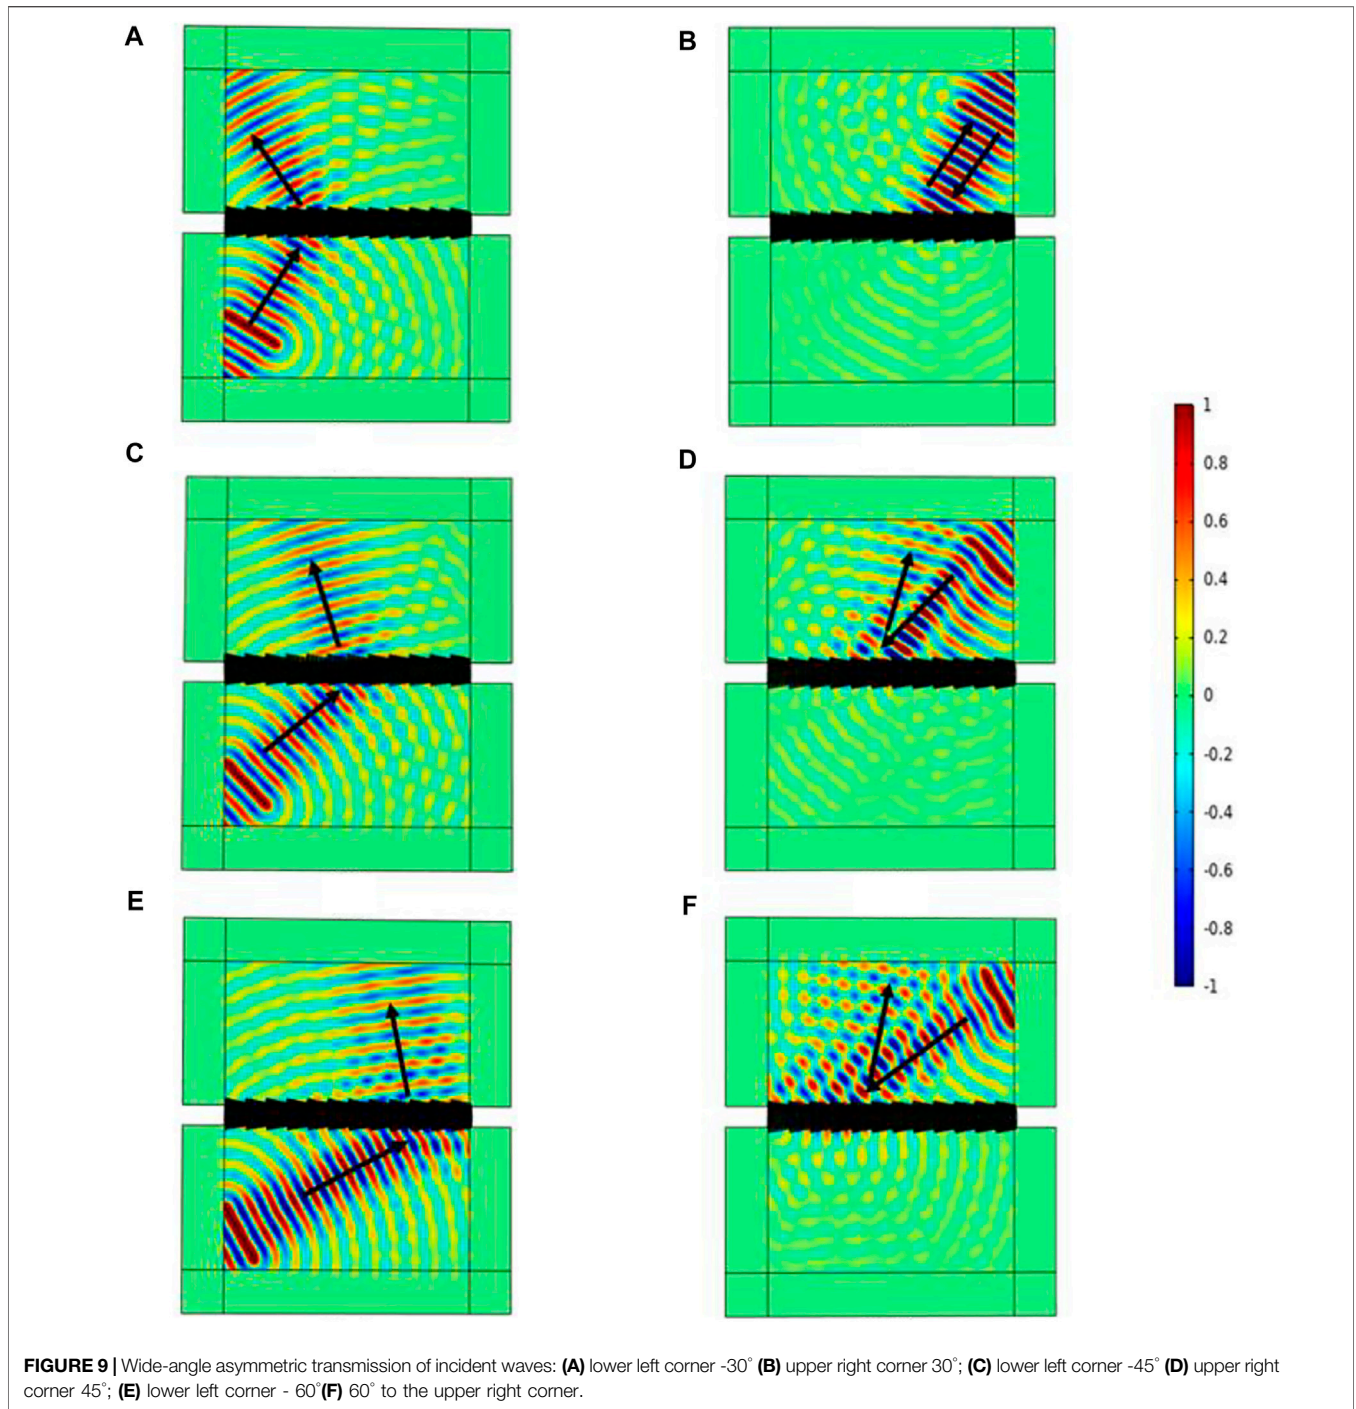 A
B
C
D
E
F
1
0.8
0.6
0.4
0.2
0
-0.2
-0.4
-0.6
-0.8
-1
FIGURE 9 | Wide-angle asymmetric transmission of incident waves: (A) lower left corner -30° (B) upper right corner 30°; (C) lower left corner -45° (D) upper right
corner 45°; (E) lower left corner - 60°(F) 60° to the upper right corner.